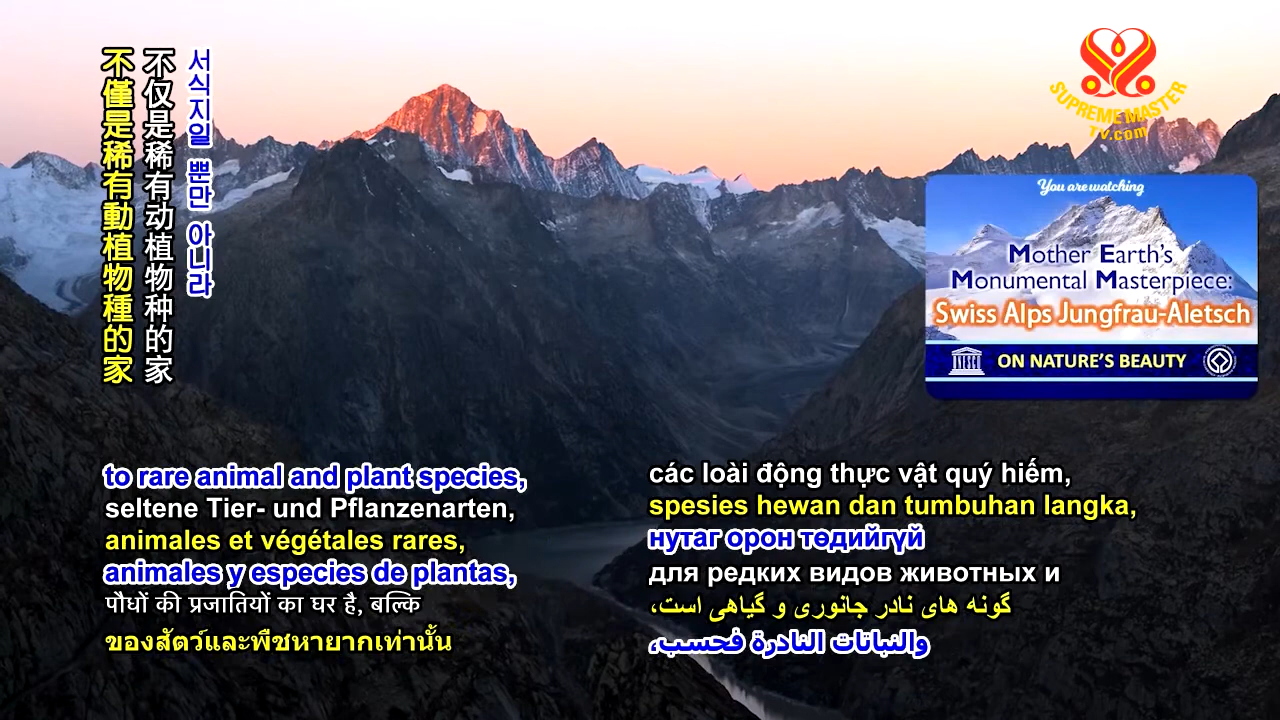 서식지일 뿐만 아니라
不仅是稀有动植物种的家
不僅是稀有動植物種的家
SUPREME MASTER
TV.com
You are watching
Mother Earth's
Monumental Masterpiece:
Swiss Alps Jungfrau-Aletsch
UNESCO
ON NATURE'S BEAUTY
to rare animal and plant species,
seltene Tier- und Pflanzenarten,
animales et végétales rares,
animales y especies de plantas,
पौधों की प्रजातियों का घर है, बल्कि
ของสัตว์และพืชหายากเท่านั้น
các loài động thực vật quý hiếm,
spesies hewan dan tumbuhan langka,
нутаг орон төдийгүй
для редких видов животных и
گونه های نادر جانوری و گیاهی است،
والنباتات النادرة فحسب،